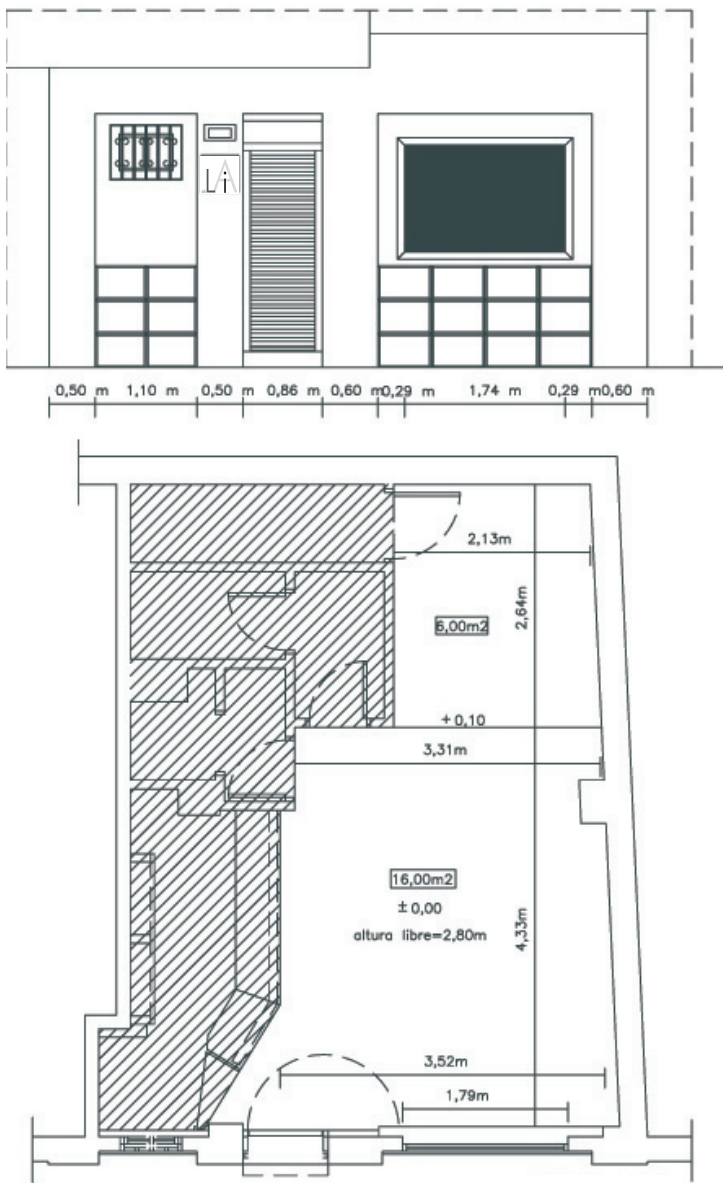 LAi
0,50 m 1,10 m 0,50 m 0,86 m 0,60 m 0,29 m 1,74 m 0,29 m 0,60 m
2,13m
2,64m
6,00m2
+0,10
3,31m
16,00m2
±0,00
altura libre=2,80m
4,33m
3,52m
1,79m